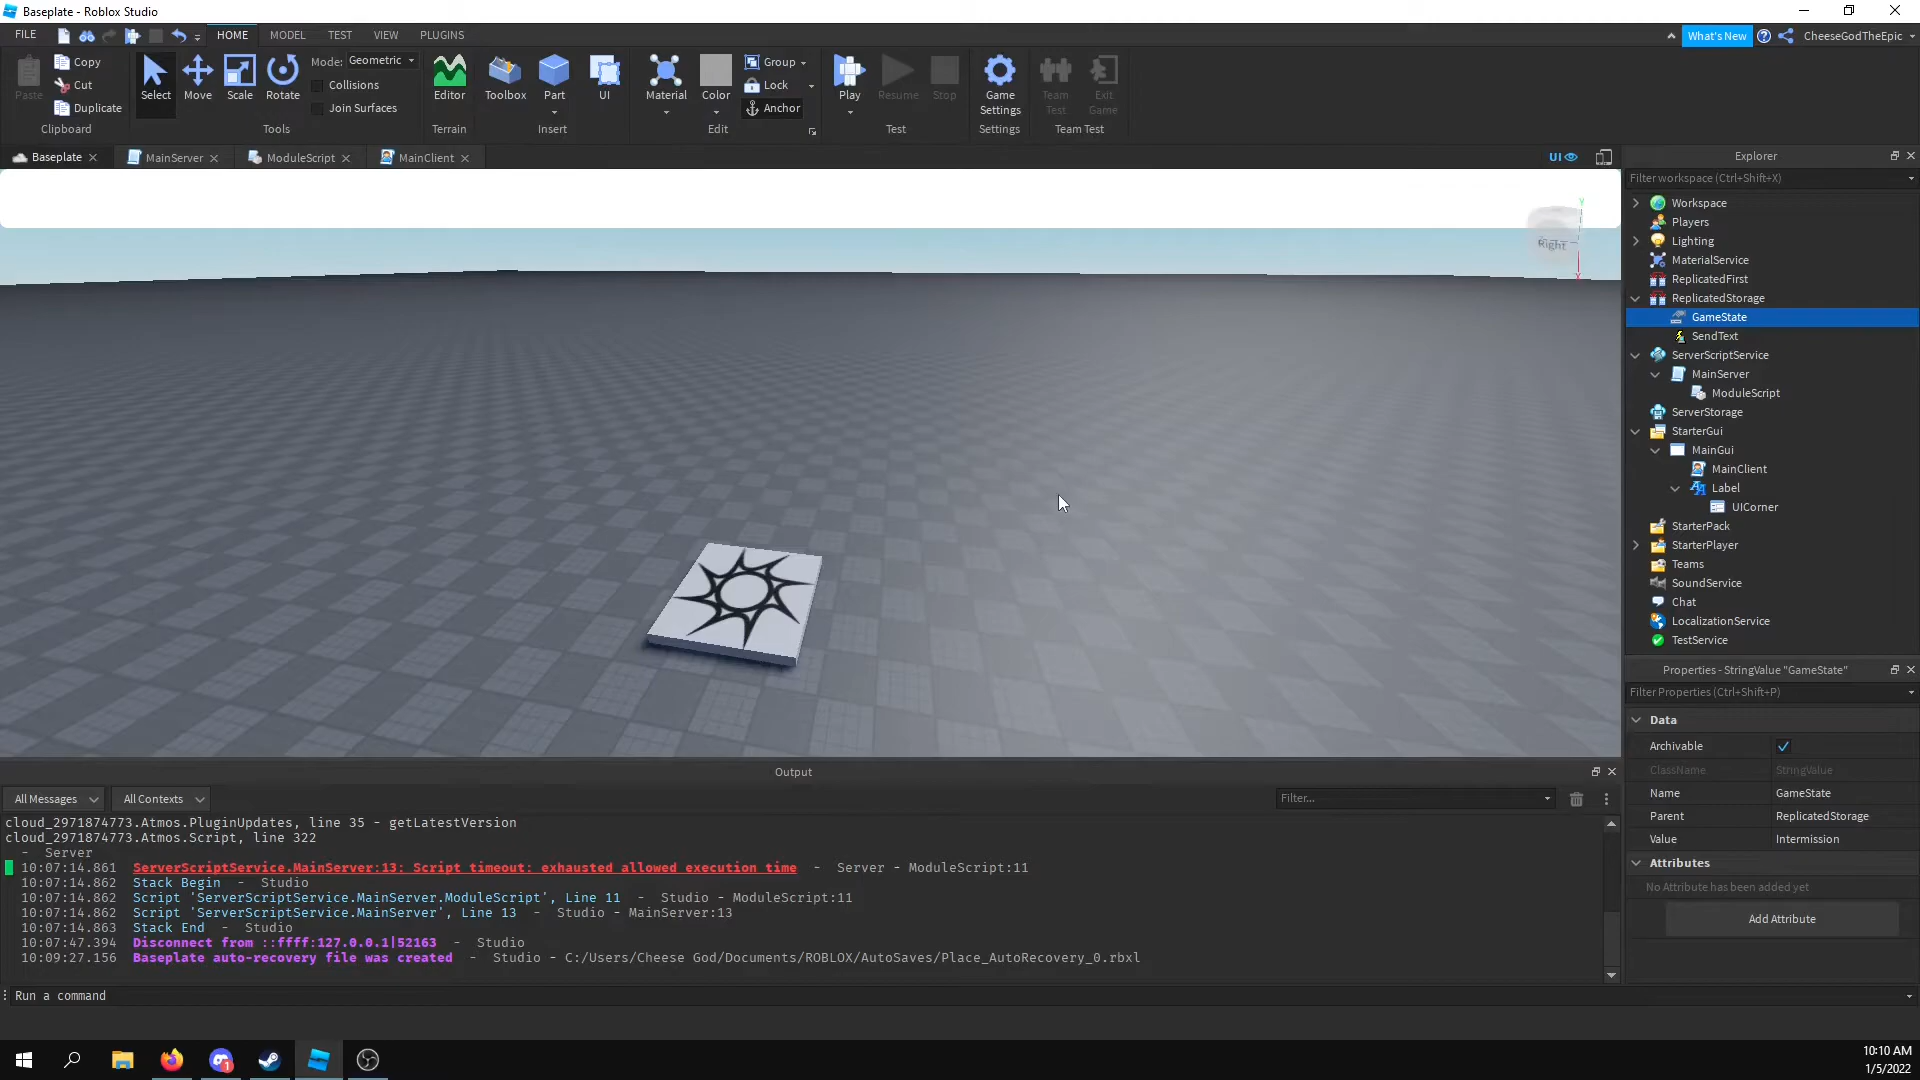 Baseplate - Roblox Studio
FILE HOME MODEL TEST VIEW PLUGINS What's New CheeseGodTheEpic
Copy Cut Duplicate Paste Clipboard
Select Move Scale Rotate Mode: Geometric Collisions Join Surfaces Tools
Editor Terrain
Toolbox Part UI Insert
Material Color Group Lock Anchor Edit
Play Resume Stop Test
Game Settings Settings
Team Test Exit Game Team Test
Baseplate MainServer ModuleScript MainClient UI
Right
Y
X
Output
All Messages All Contexts Filter...
cloud_2971874773.Atmos.PluginUpdates, line 35 - getLatestVersion
cloud_2971874773.Atmos.Script, line 322
- Server
10:07:14.861 ServerScriptService.MainServer:13: Script timeout: exhausted allowed execution time - Server - ModuleScript:11
10:07:14.862 Stack Begin - Studio
10:07:14.862 Script 'ServerScriptService.MainServer.ModuleScript', Line 11 - Studio - ModuleScript:11
10:07:14.862 Script 'ServerScriptService.MainServer', Line 13 - Studio - MainServer:13
10:07:14.863 Stack End - Studio
10:07:47.394 Disconnect from ::ffff:127.0.0.1|52163 - Studio
10:09:27.156 Baseplate auto-recovery file was created - Studio - C:/Users/Cheese God/Documents/ROBLOX/AutoSaves/Place_AutoRecovery_0.rbxl
Run a command
Explorer
Filter workspace (Ctrl+Shift+X)
Workspace
Players
Lighting
MaterialService
ReplicatedFirst
ReplicatedStorage
GameState
SendText
ServerScriptService
MainServer
ModuleScript
ServerStorage
StarterGui
MainGui
MainClient
Label
UICorner
StarterPack
StarterPlayer
Teams
SoundService
Chat
LocalizationService
TestService
Properties - StringValue "GameState"
Filter Properties (Ctrl+Shift+P)
Data
Archivable
ClassName StringValue
Name GameState
Parent ReplicatedStorage
Value Intermission
Attributes
No Attribute has been added yet
Add Attribute
1
10:10 AM
1/5/2022